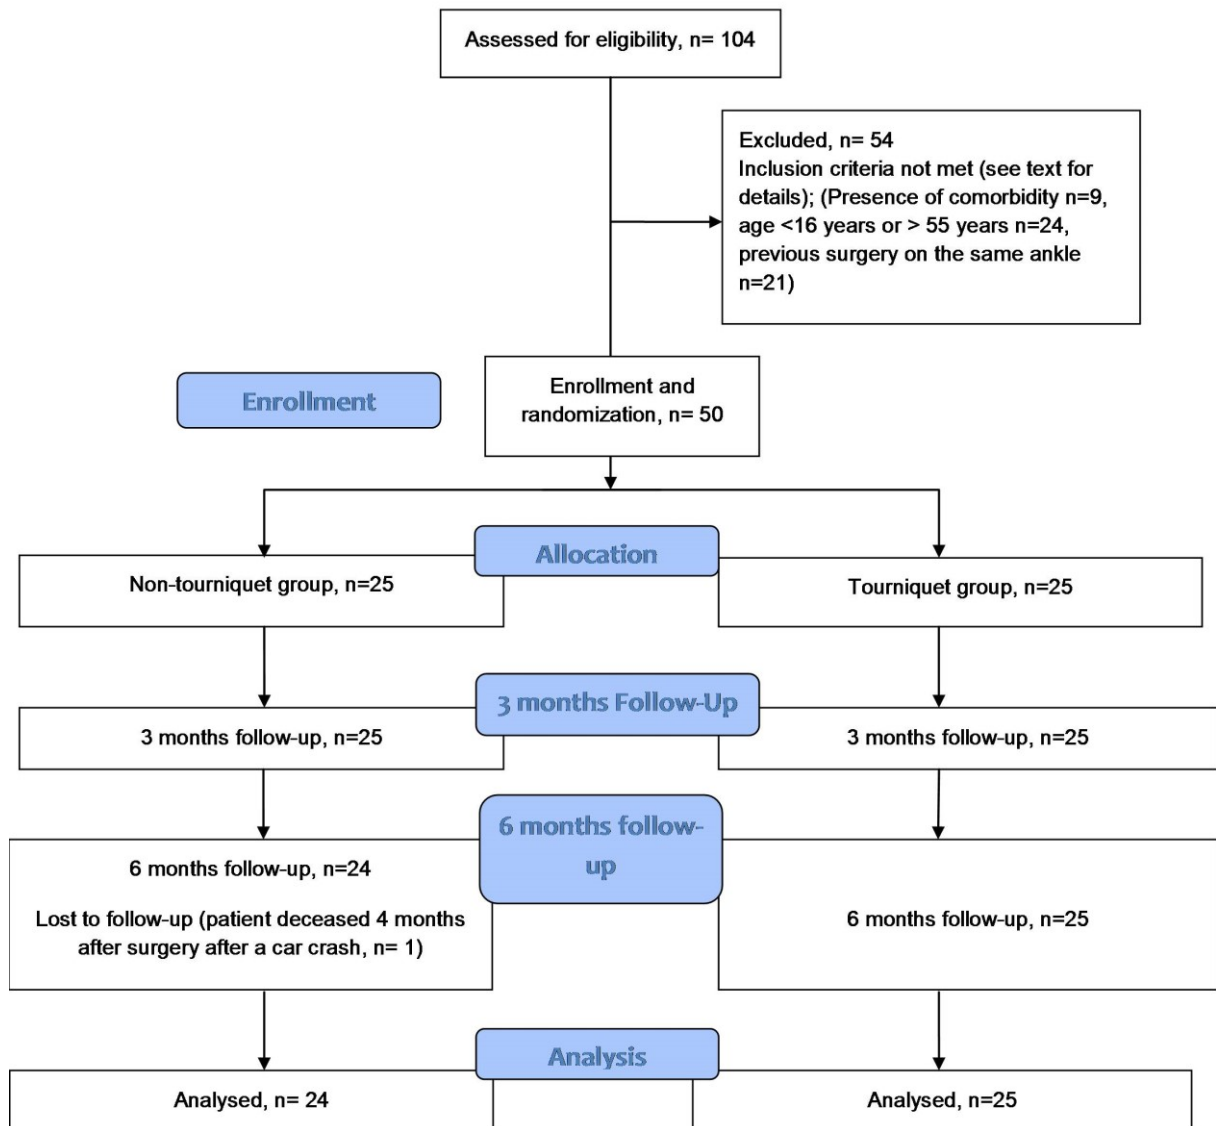 Assessed for eligibility, n= 104
Excluded, n= 54
Inclusion criteria not met (see text for
details); (Presence of comorbidity n=9,
age <16 years or > 55 years n=24,
previous surgery on the same ankle
n=21)
Enrollment
Enrollment and
randomization, n= 50
Allocation
Non-tourniquet group, n=25
Tourniquet group, n=25
3 months Follow-Up
3 months follow-up, n=25
3 months follow-up, n=25
6 months follow-
up
6 months follow-up, n=24
Lost to follow-up (patient deceased 4 months
after surgery after a car crash, n= 1)
6 months follow-up, n=25
Analysis
Analysed, n= 24
Analysed, n=25